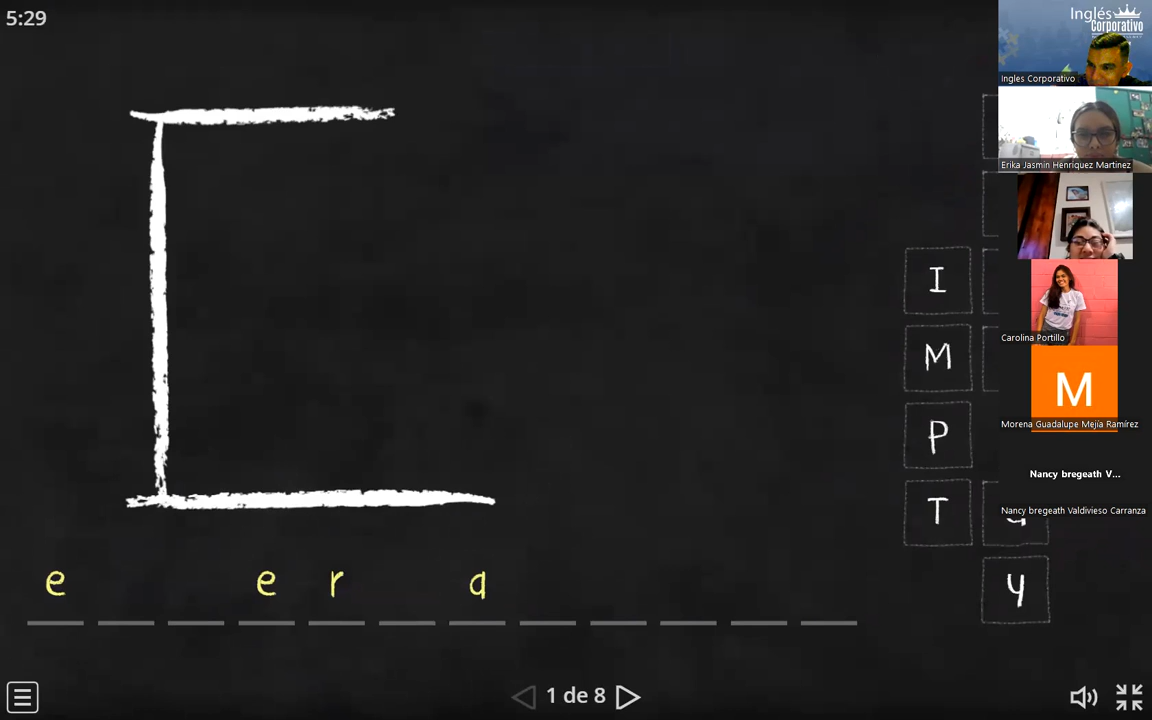 5:29
Inglés
Corporativo
Ingles Corporativo
Erika Jasmin Henriquez Martinez
I
M
Carolina Portillo
P
M
Morena Guadalupe Mejía Ramírez
Nancy bregeath V...
T
Nancy bregeath Valdivieso Carranza
e e r a
y
1 de 8